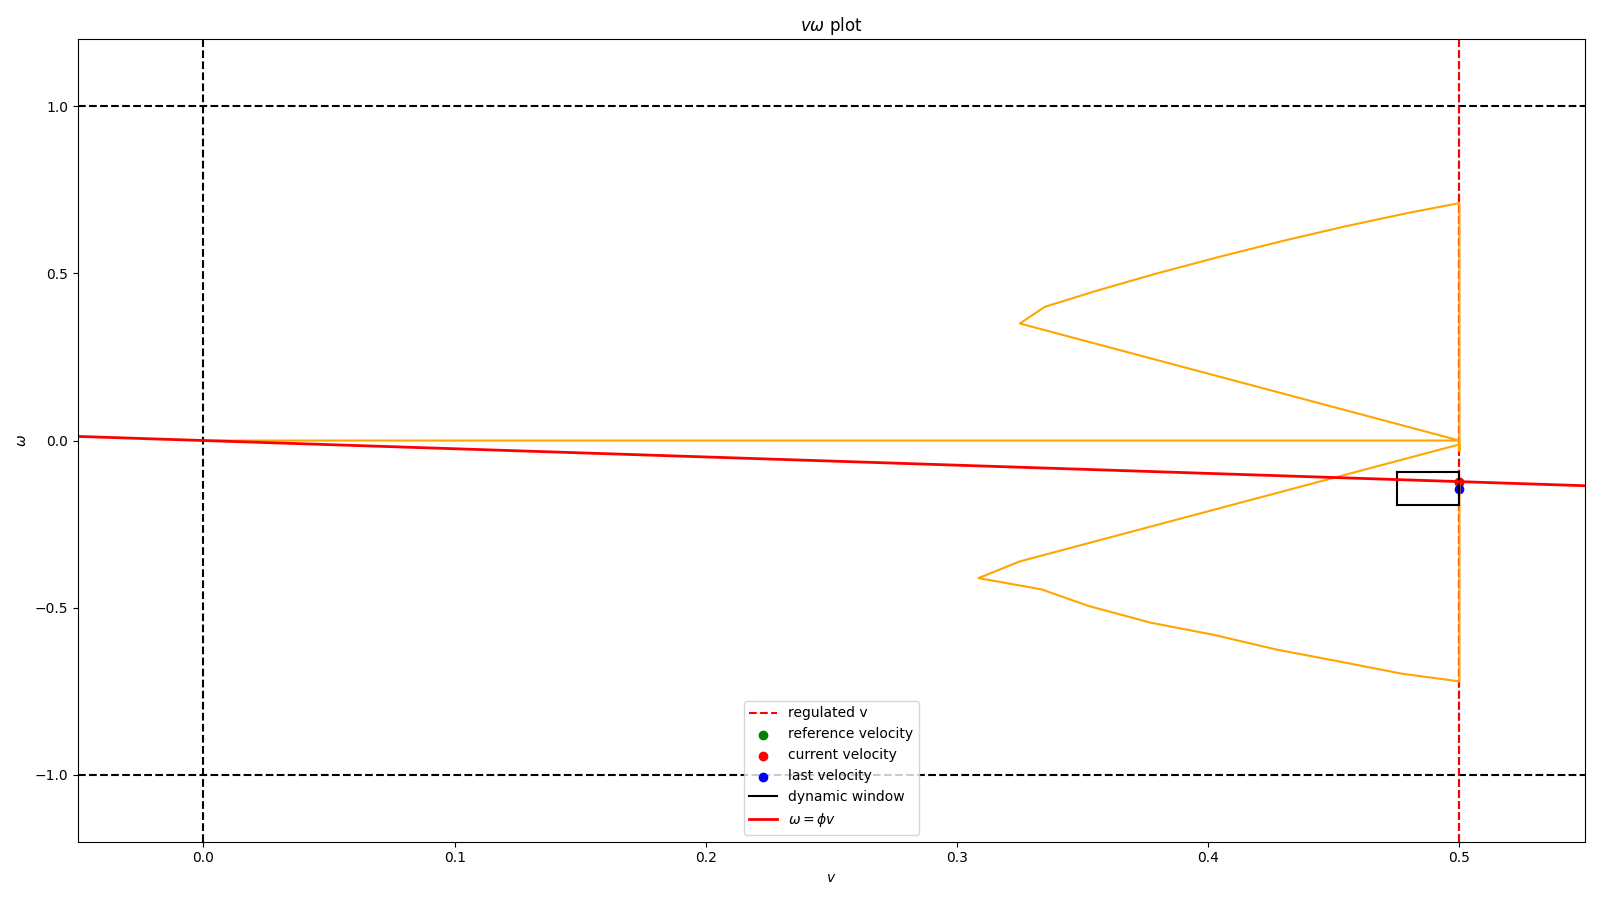 vω plot
1.0
0.5
0.0
−0.5
−1.0
ω
0.0 0.1 0.2 0.3 0.4 0.5
v
regulated v
reference velocity
current velocity
last velocity
dynamic window
ω = ϕv